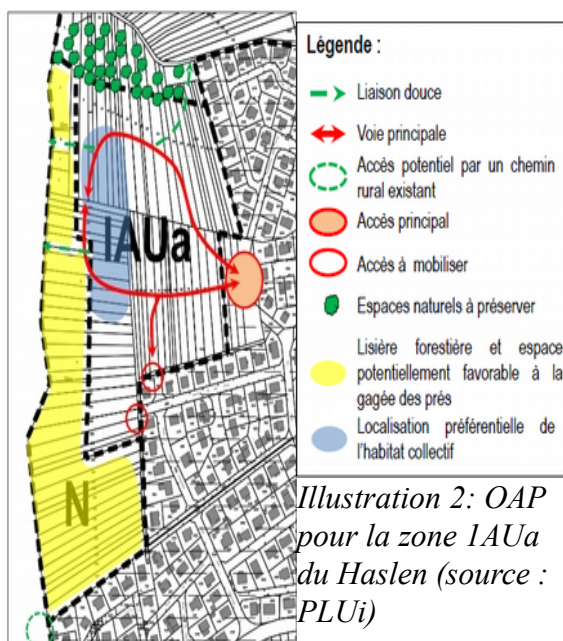 IAUa
N
Légende :
Liaison douce
Voie principale
Accès potentiel par un chemin
rural existant
Accès principal
Accès à mobiliser
Espaces naturels à préserver
Lisière forestière et espace
potentiellement favorable à la
gagée des prés
Localisation préférentielle de
l'habitat collectif
Illustration 2: OAP
pour la zone 1AUa
du Haslen (source :
PLUi)